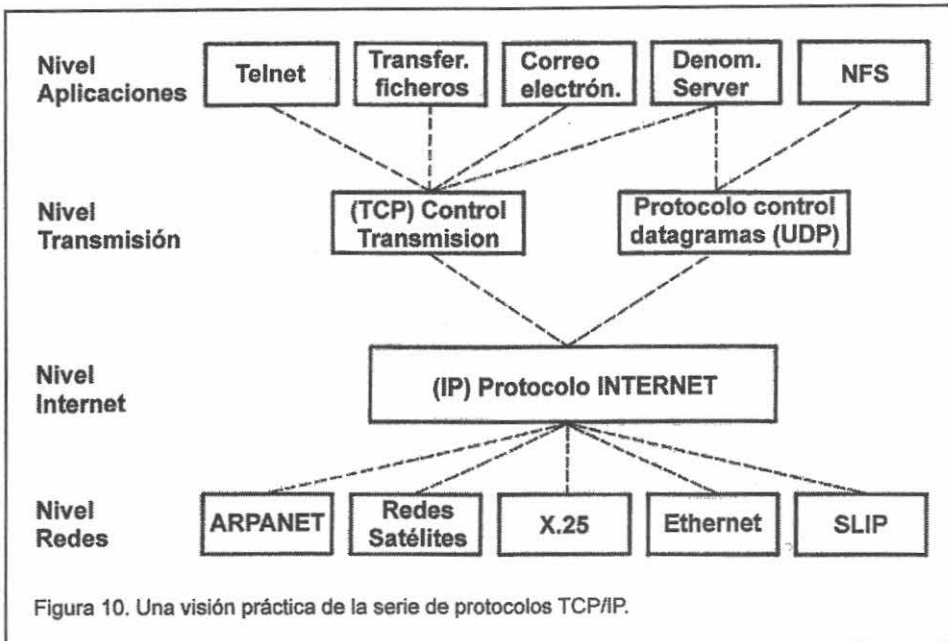 Nivel
Aplicaciones
Telnet
Transfer.
ficheros
Correo
electrón.
Denom.
Server
NFS
Nivel
Transmisión
(TCP) Control
Transmision
Protocolo control
datagramas (UDP)
Nivel
Internet
(IP) Protocolo INTERNET
Nivel
Redes
ARPANET
Redes
Satélites
X.25
Ethernet
SLIP
Figura 10. Una visión práctica de la serie de protocolos TCP/IP.